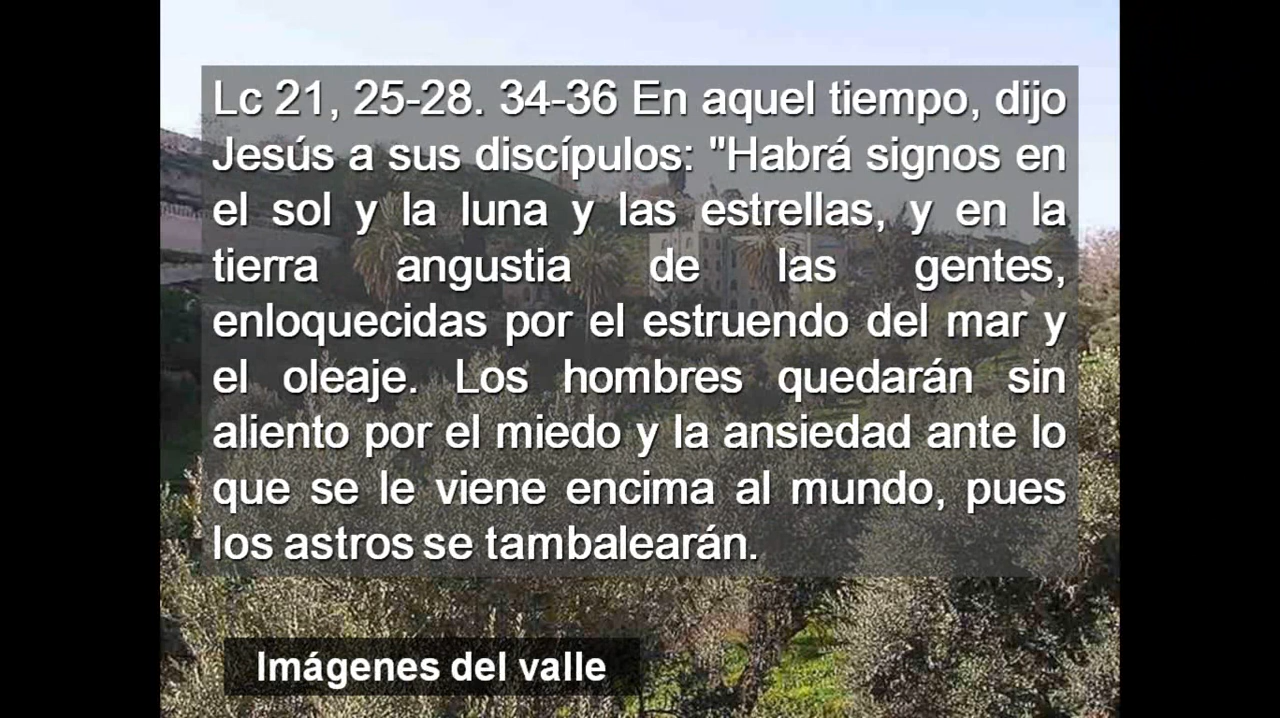 Lc 21, 25-28. 34-36 En aquel tiempo, dijo
Jesús a sus discípulos: "Habrá signos en
el sol y la luna y las estrellas, y en la
tierra angustia de las gentes,
enloquecidas por el estruendo del mar y
el oleaje. Los hombres quedarán sin
aliento por el miedo y la ansiedad ante lo
que se le viene encima al mundo, pues
los astros se tambalearán.
Imágenes del valle